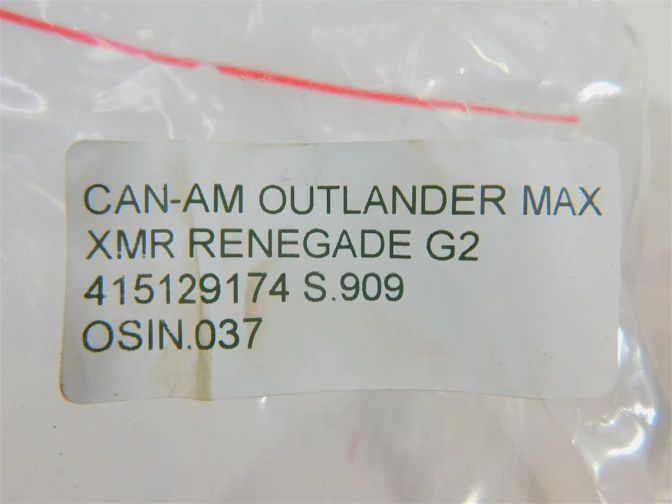 CAN-AM OUTLANDER MAX
XMR RENEGADE G2
415129174 S.909
OSIN.037